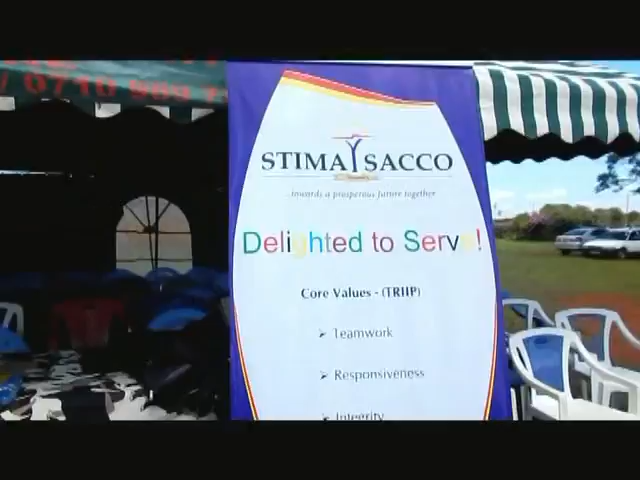 STIMA SACCO
...towards a prosperous future together
Delighted to Serve!
Core Values - (TRIIP)
➢ Teamwork
➢ Responsiveness
➢ Integrity